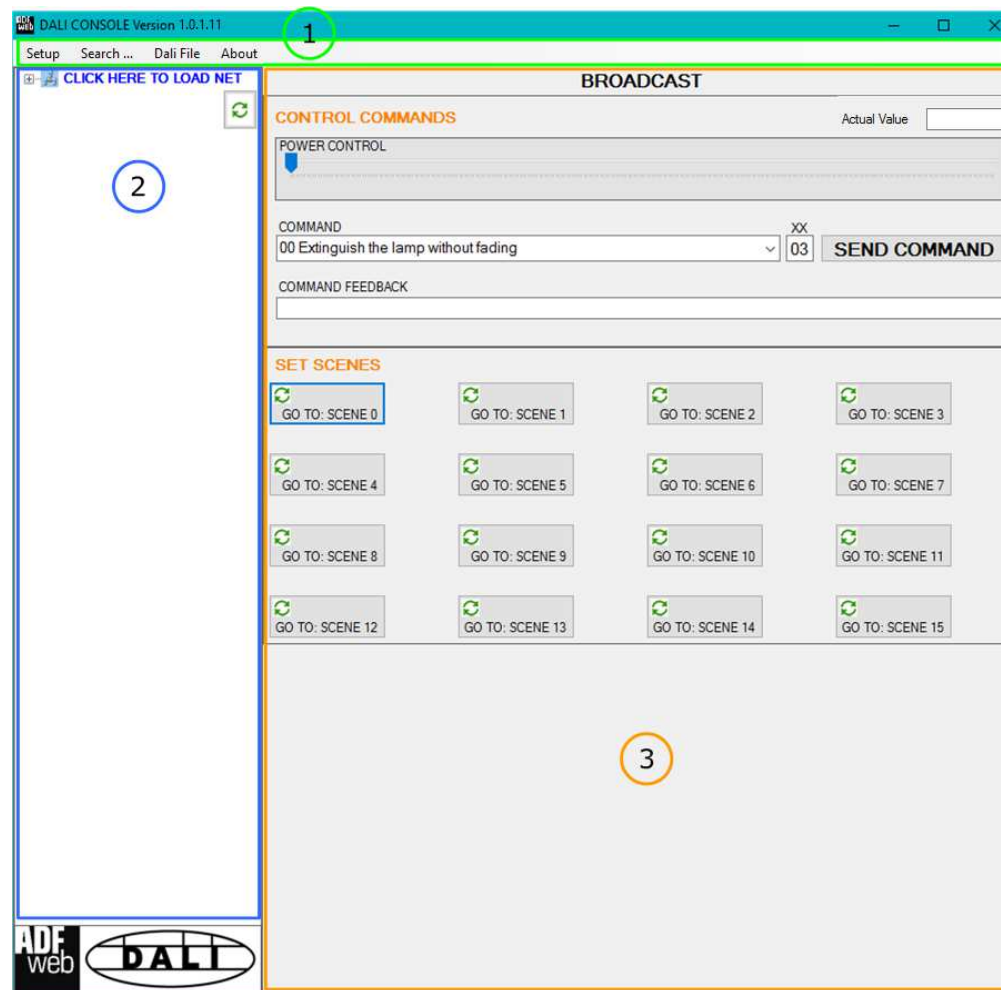 DALI CONSOLE Version 1.0.1.11
1
Setup Search ... Dali File About
CLICK HERE TO LOAD NET
2
BROADCAST
CONTROL COMMANDS
Actual Value
POWER CONTROL
COMMAND
XX
00 Extinguish the lamp without fading
03
SEND COMMAND
COMMAND FEEDBACK
SET SCENES
GO TO: SCENE 0
GO TO: SCENE 1
GO TO: SCENE 2
GO TO: SCENE 3
GO TO: SCENE 4
GO TO: SCENE 5
GO TO: SCENE 6
GO TO: SCENE 7
GO TO: SCENE 8
GO TO: SCENE 9
GO TO: SCENE 10
GO TO: SCENE 11
GO TO: SCENE 12
GO TO: SCENE 13
GO TO: SCENE 14
GO TO: SCENE 15
3
ADF
web
DALI